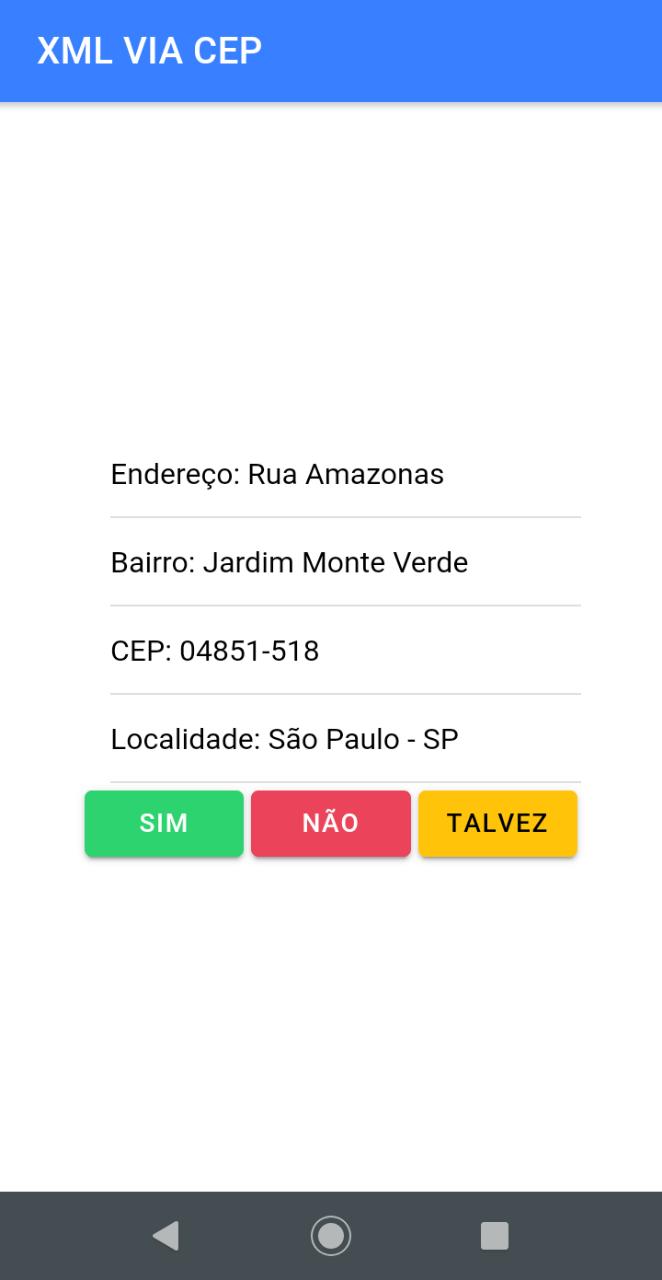 XML VIA CEP
Endereço: Rua Amazonas
Bairro: Jardim Monte Verde
CEP: 04851-518
Localidade: São Paulo - SP
SIM NÃO TALVEZ